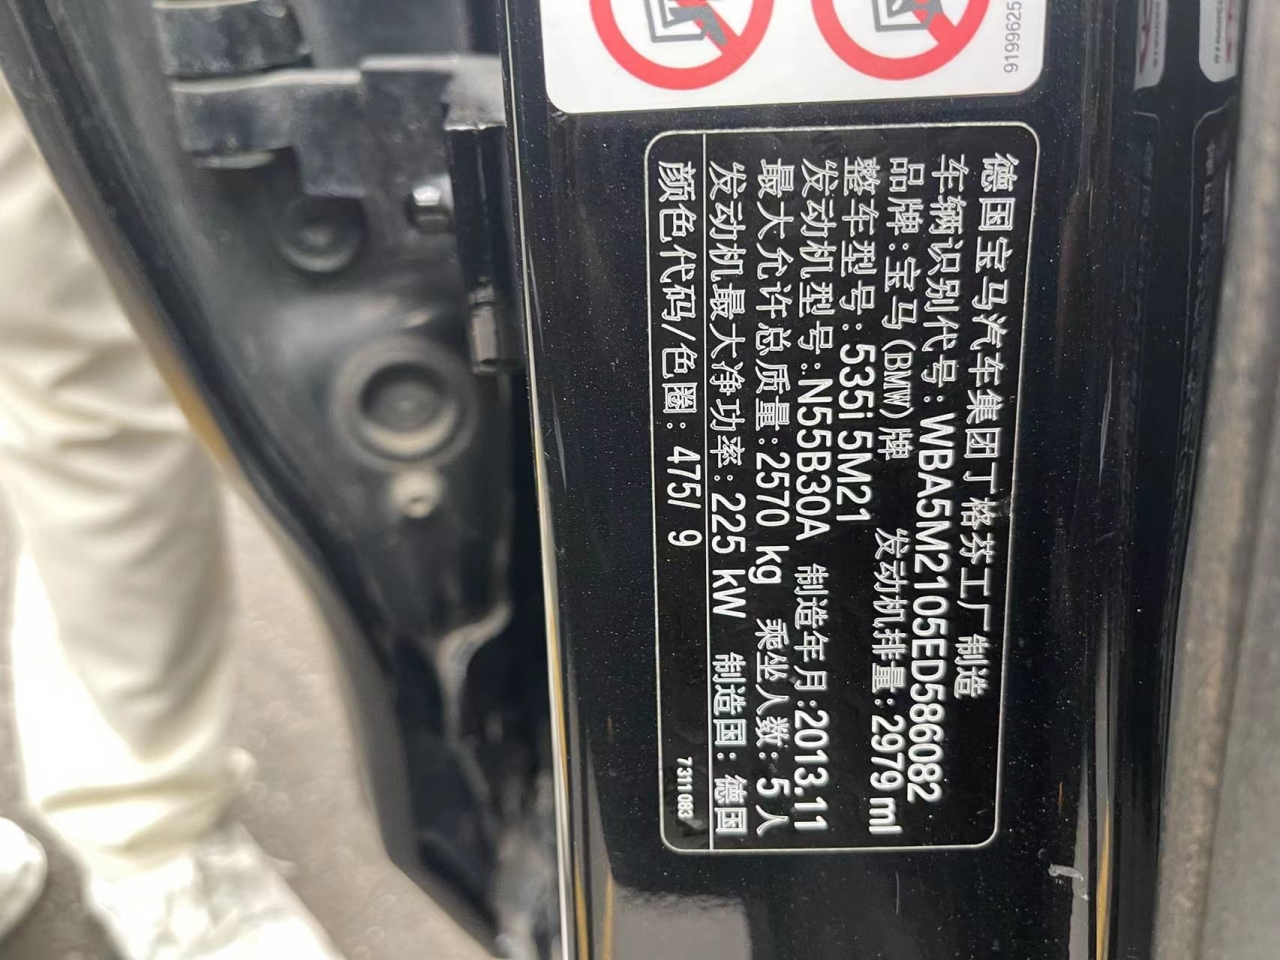 9199625
德国宝马汽车集团丁格芬工厂制造
车辆识别代号:WBA5M2105ED586082
品牌:宝马(BMW)牌 发动机排量:2979ml
整车型号:535i 5M21
发动机型号:N55B30A 制造年月:2013.11
最大允许总质量:2570 kg 乘坐人数:5人
发动机最大净功率:225 kW 制造国:德国
颜色代码/色圈:475/ 9
7 311 083